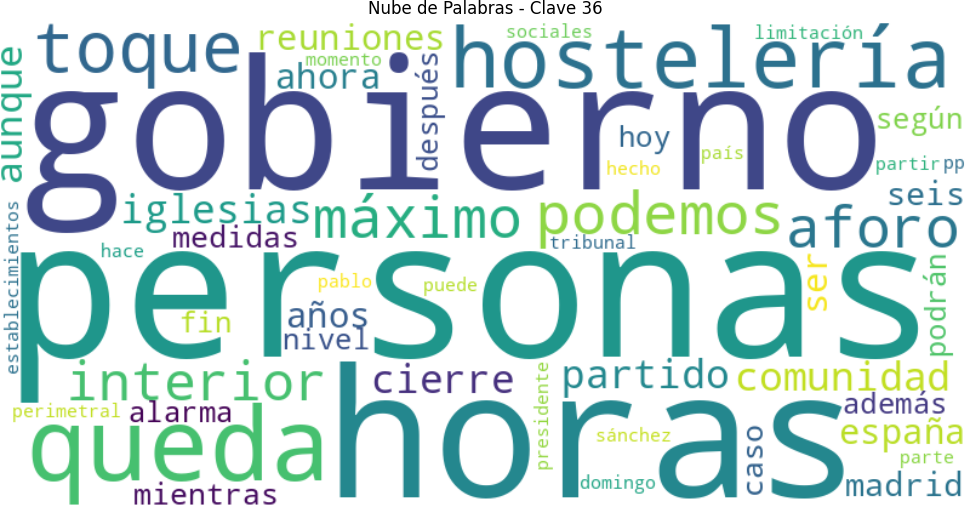 Nube de Palabras - Clave 36
toque
reuniones
sociales
limitación
momento
ahora
hostelería
aunque
después
gobierno
hoy
según
hecho
país
partir
pp
iglesias
máximo
podemos
seis
aforo
medidas
hace
tribunal
establecimientos
personas
pablo
puede
ser
podrán
fin
años
nivel
interior
cierre
partido
comunidad
perimetral
alarma
además
queda
horas
presidente
sánchez
caso
españa
parte
mientras
domingo
madrid